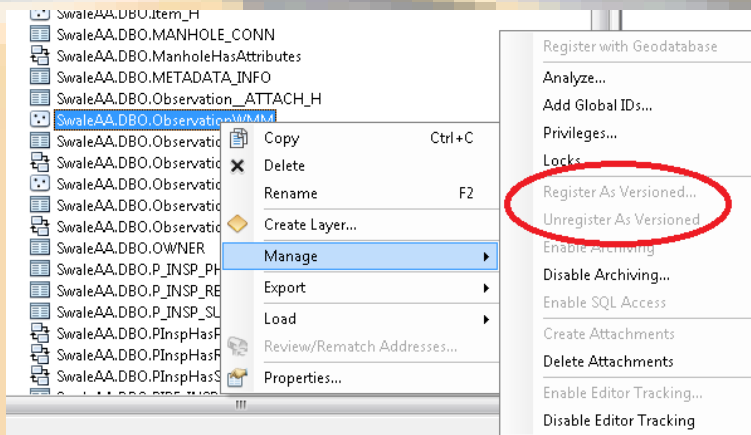 SwaleAA.DBO.Item_H
SwaleAA.DBO.MANHOLE_CONN
SwaleAA.DBO.ManholeHasAttributes
SwaleAA.DBO.METADATA_INFO
SwaleAA.DBO.Observation__ATTACH_H
SwaleAA.DBO.ObservationWMM
SwaleAA.DBO.Observatio
SwaleAA.DBO.Observatio
SwaleAA.DBO.Observatio
SwaleAA.DBO.Observatio
SwaleAA.DBO.Observatio
SwaleAA.DBO.OWNER
SwaleAA.DBO.P_INSP_PH
SwaleAA.DBO.P_INSP_RE
SwaleAA.DBO.P_INSP_SL
SwaleAA.DBO.PInspHasP
SwaleAA.DBO.PInspHasR
SwaleAA.DBO.PInspHasS
Copy Ctrl+C
Delete
Rename F2
Create Layer...
Manage
Export
Load
Review/Rematch Addresses...
Properties...
Register with Geodatabase
Analyze...
Add Global IDs...
Privileges...
Locks
Register As Versioned...
Unregister As Versioned
Enable Archiving
Disable Archiving...
Enable SQL Access
Create Attachments
Delete Attachments
Enable Editor Tracking...
Disable Editor Tracking